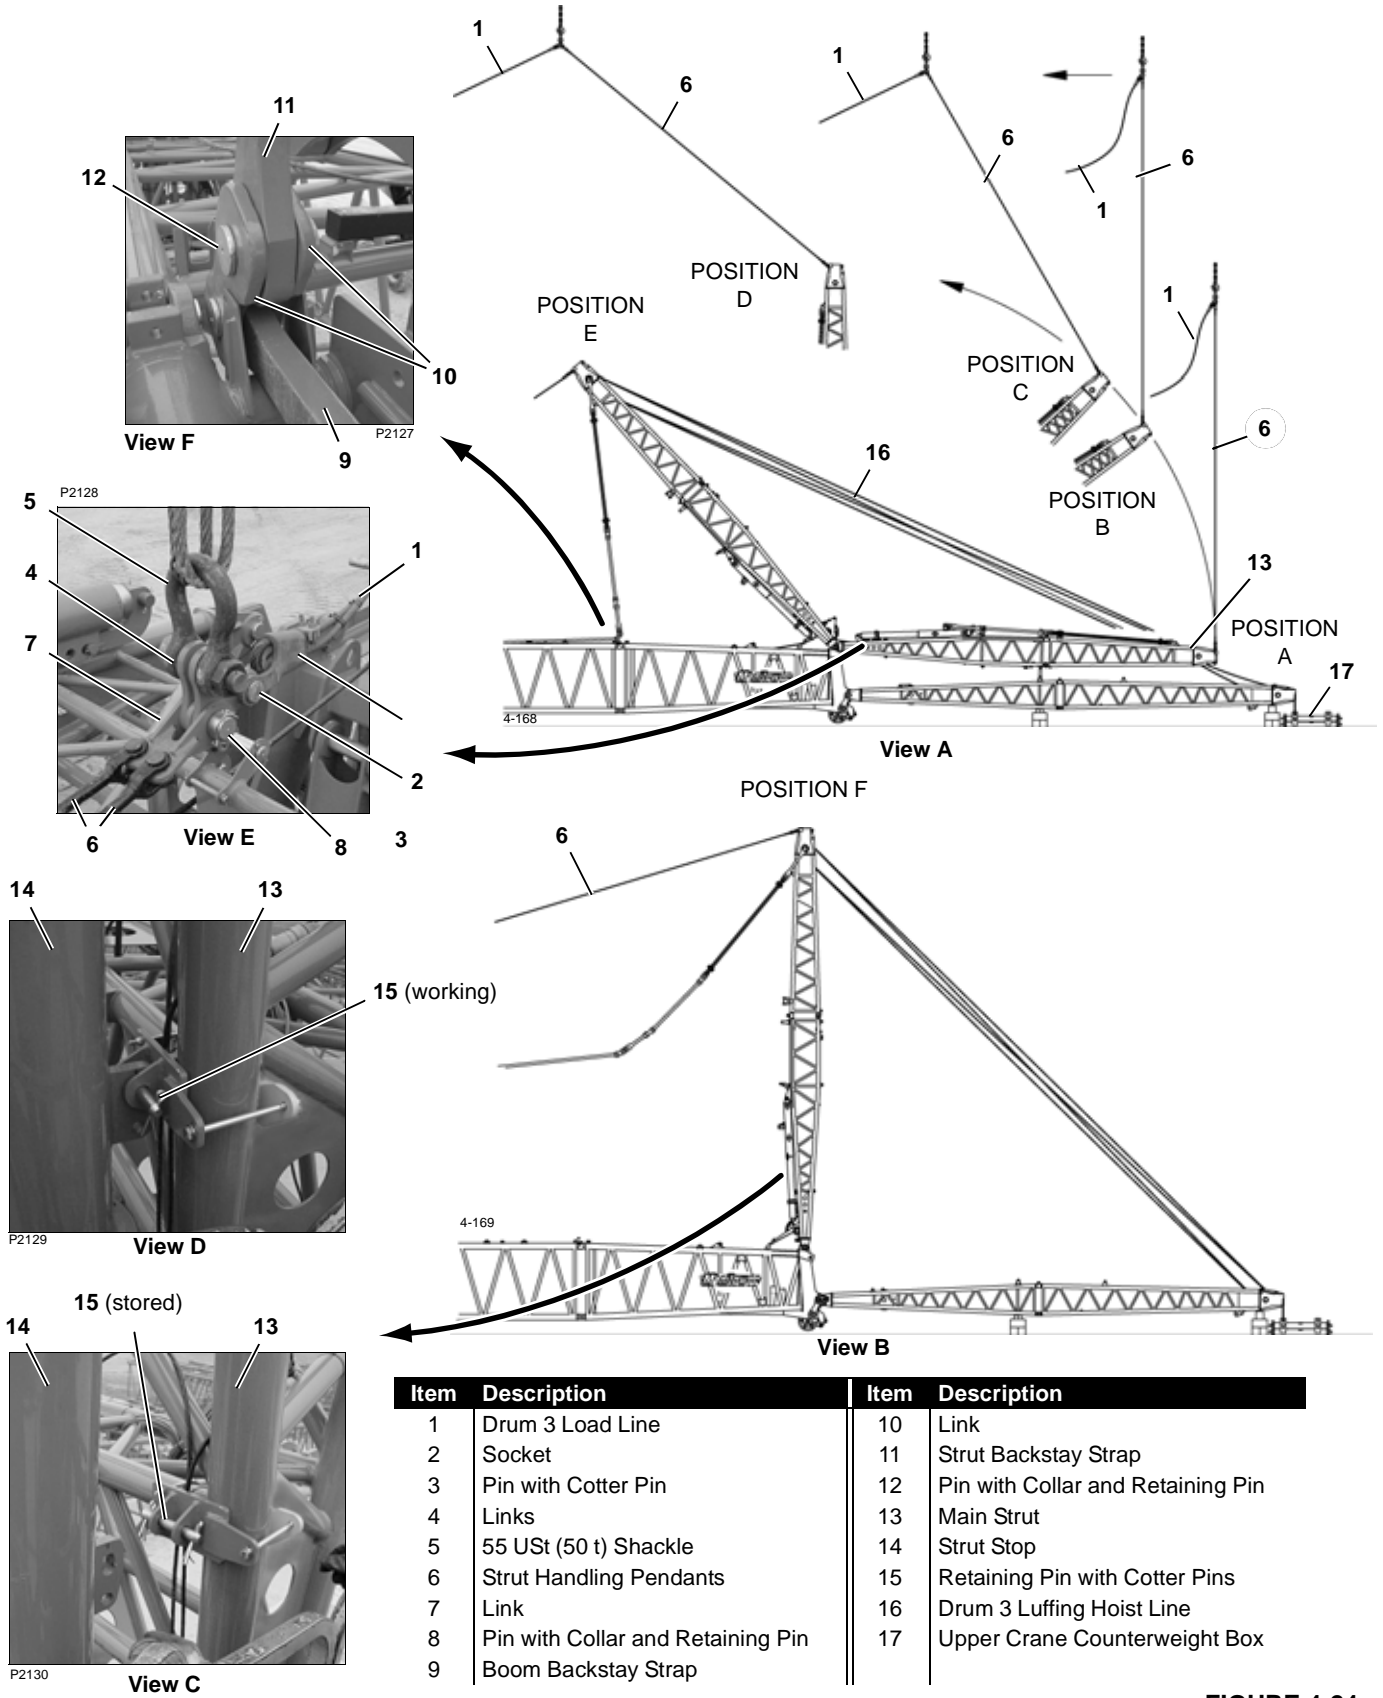 1
6
1
6
1
6
POSITION
D
POSITION
E
POSITION
C
POSITION
B
1
6
16
13
POSITION
A
17
4-168
View A
11
12
10
9
P2127
View F
P2128
5
4
7
1
2
3
6
8
View E
14
13
15 (working)
P2129
View D
15 (stored)
14
13
P2130
View C
POSITION F
6
4-169
View B
Item Description Item Description
1 Drum 3 Load Line 10 Link
2 Socket 11 Strut Backstay Strap
3 Pin with Cotter Pin 12 Pin with Collar and Retaining Pin
4 Links 13 Main Strut
5 55 USt (50 t) Shackle 14 Strut Stop
6 Strut Handling Pendants 15 Retaining Pin with Cotter Pins
7 Link 16 Drum 3 Luffing Hoist Line
8 Pin with Collar and Retaining Pin 17 Upper Crane Counterweight Box
9 Boom Backstay Strap